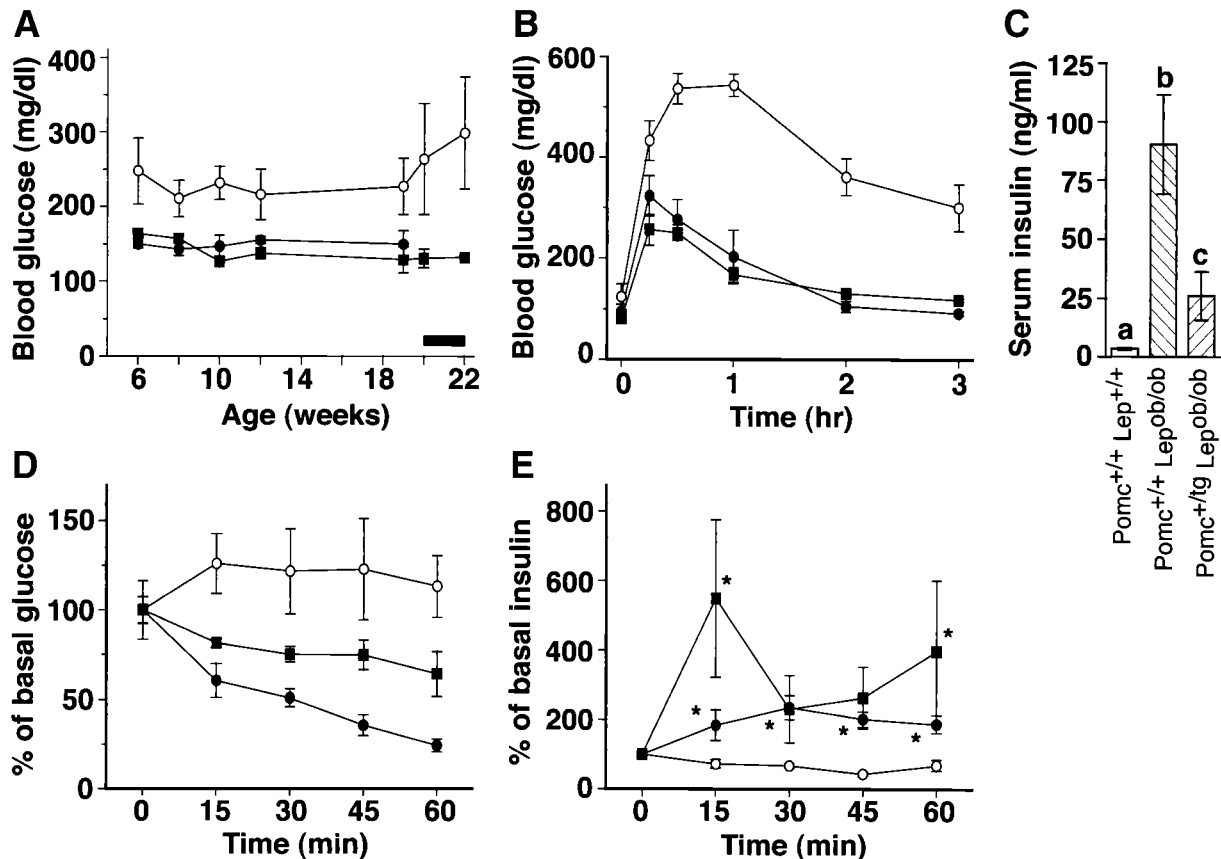 A
Blood glucose (mg/dl)
400
300
200
100
0
6 10 14 18 22
Age (weeks)
B
Blood glucose (mg/dl)
600
400
200
0
0 1 2 3
Time (hr)
C
Serum insulin (ng/ml)
125
100
75
50
25
0
a
b
c
Pomc+/+ Lep+/+
Pomc+/+ Lepob/ob
Pomc+/tg Lepob/ob
D
% of basal glucose
150
100
50
0
0 15 30 45 60
Time (min)
E
% of basal insulin
800
600
400
200
0
* * * * * *
0 15 30 45 60
Time (min)